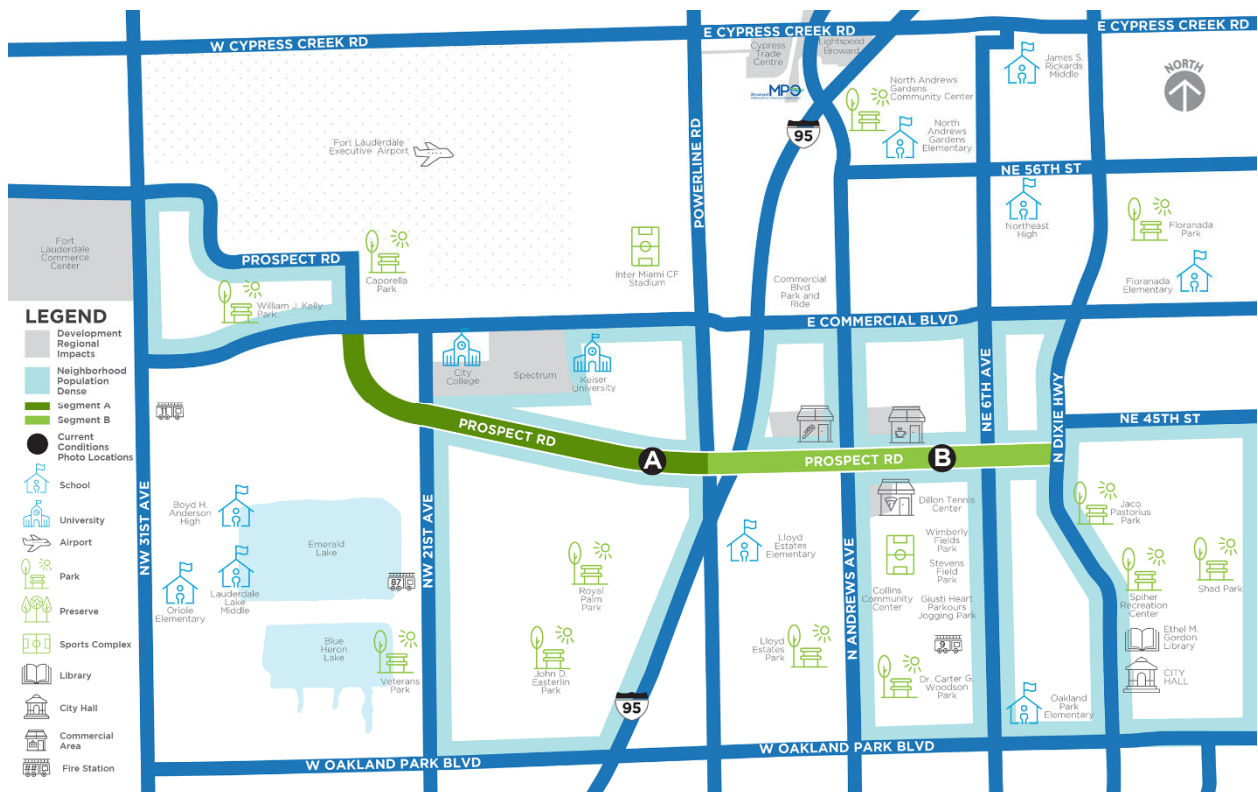 W CYPRESS CREEK RD
E CYPRESS CREEK RD
E CYPRESS CREEK RD
Cypress
Trade
Centre
Lightspeed
Broward
Broward
MPO
NORTH
James S.
Rickards
Middle
North Andrews
Gardens
Community Center
North
Andrews
Gardens
Elementary
95
POWERLINE RD
Fort Lauderdale
Executive Airport
NE 56TH ST
Northeast
High
Floranada
Park
Floranada
Elementary
Fort
Lauderdale
Commerce
Center
PROSPECT RD
Caporella
Park
William J. Kelly
Park
Inter Miami CF
Stadium
Commercial
Blvd
Park and
Ride
E COMMERCIAL BLVD
City
College
Spectrum
Keiser
University
NE 6TH AVE
N DIXIE HWY
NE 45TH ST
PROSPECT RD
A
PROSPECT RD
B
LEGEND
Development
Regional
Impacts
Neighborhood
Population
Dense
Segment A
Segment B
Current
Conditions
Photo Locations
School
University
Airport
Park
Preserve
Sports Complex
Library
City Hall
Commercial
Area
Fire Station
NW 31ST AVE
NW 21ST AVE
1
Boyd H.
Anderson
High
Emerald
Lake
Oriole
Elementary
Lauderdale
Lake
Middle
87
Blue
Heron
Lake
Veterans
Park
Royal
Palm
Park
John D.
Easterlin
Park
95
Lloyd
Estates
Elementary
Lloyd
Estates
Park
N ANDREWS AVE
Dillon Tennis
Center
Wimberly
Fields
Park
Stevens
Field
Park
Collins
Community
Center
Giusti Heart
Parkours
Jogging Park
9
Dr. Carter G.
Woodson
Park
Oakland
Park
Elementary
Jaco
Pastorius
Park
Spiher
Recreation
Center
Shad Park
Ethel M.
Gordon
Library
CITY
HALL
W OAKLAND PARK BLVD
W OAKLAND PARK BLVD